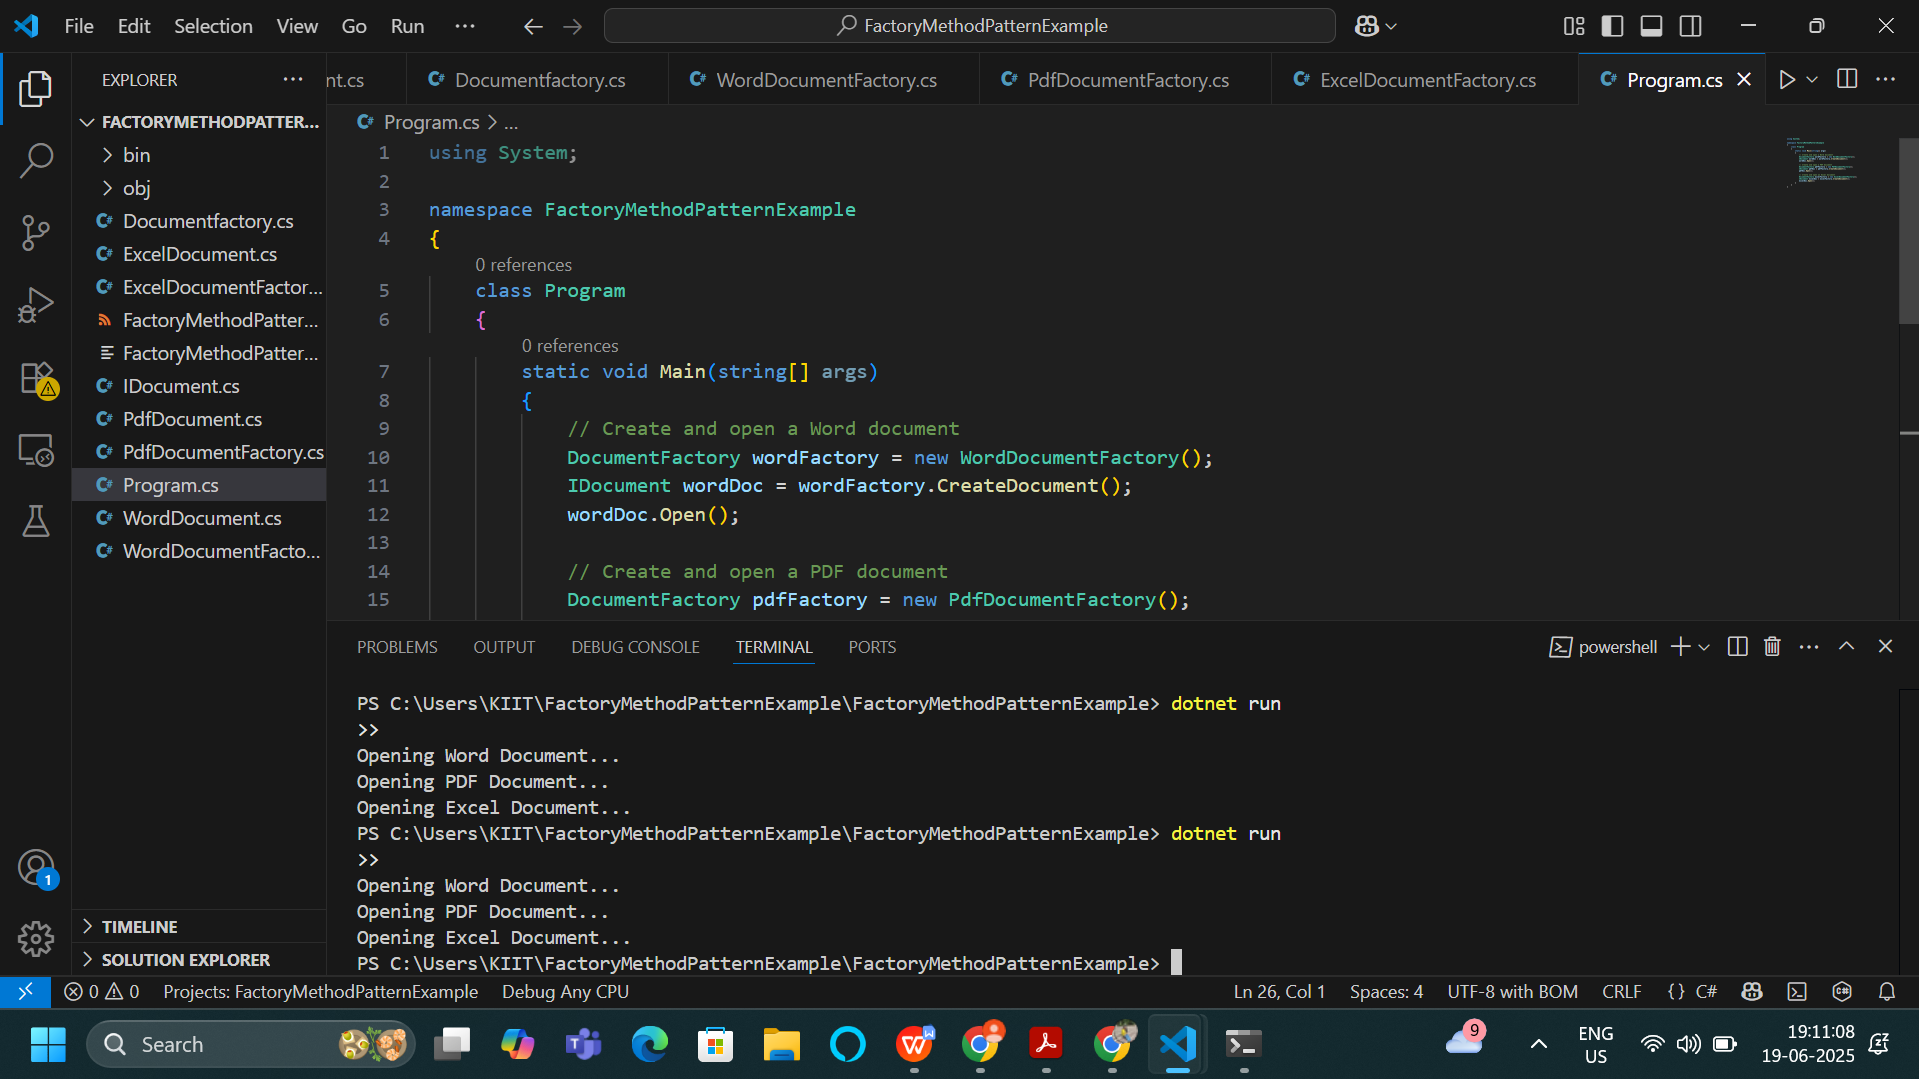 File Edit Selection View Go Run ... FactoryMethodPatternExample
EXPLORER ...
nt.cs Documentfactory.cs WordDocumentFactory.cs PdfDocumentFactory.cs ExcelDocumentFactory.cs Program.cs
FACTORYMETHODPATTER...
bin
obj
Documentfactory.cs
ExcelDocument.cs
ExcelDocumentFactor...
FactoryMethodPatter...
FactoryMethodPatter...
IDocument.cs
PdfDocument.cs
PdfDocumentFactory.cs
Program.cs
WordDocument.cs
WordDocumentFacto...
TIMELINE
SOLUTION EXPLORER
1
Program.cs > ...
1 using System;
2
3 namespace FactoryMethodPatternExample
4 {
0 references
5 class Program
6 {
0 references
7 static void Main(string[] args)
8 {
9 // Create and open a Word document
10 DocumentFactory wordFactory = new WordDocumentFactory();
11 IDocument wordDoc = wordFactory.CreateDocument();
12 wordDoc.Open();
13
14 // Create and open a PDF document
15 DocumentFactory pdfFactory = new PdfDocumentFactory();
PROBLEMS OUTPUT DEBUG CONSOLE TERMINAL PORTS powershell
PS C:\Users\KIIT\FactoryMethodPatternExample\FactoryMethodPatternExample> dotnet run
>>
Opening Word Document...
Opening PDF Document...
Opening Excel Document...
PS C:\Users\KIIT\FactoryMethodPatternExample\FactoryMethodPatternExample> dotnet run
>>
Opening Word Document...
Opening PDF Document...
Opening Excel Document...
PS C:\Users\KIIT\FactoryMethodPatternExample\FactoryMethodPatternExample>
0 0 Projects: FactoryMethodPatternExample Debug Any CPU Ln 26, Col 1 Spaces: 4 UTF-8 with BOM CRLF {} C#
Search
9
ENG
US
19:11:08
19-06-2025